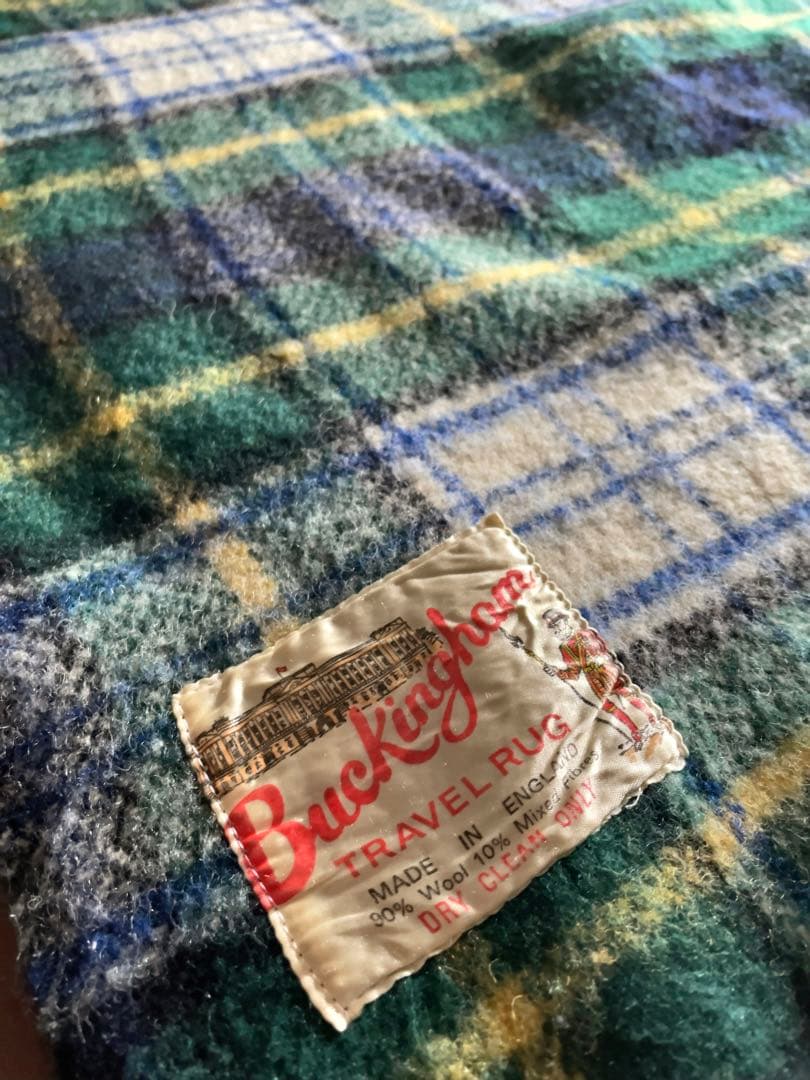 Buckingham
TRAVEL RUG
MADE IN ENGLAND
90% Wool 10% Mixed Fibres
DRY CLEAN ONLY